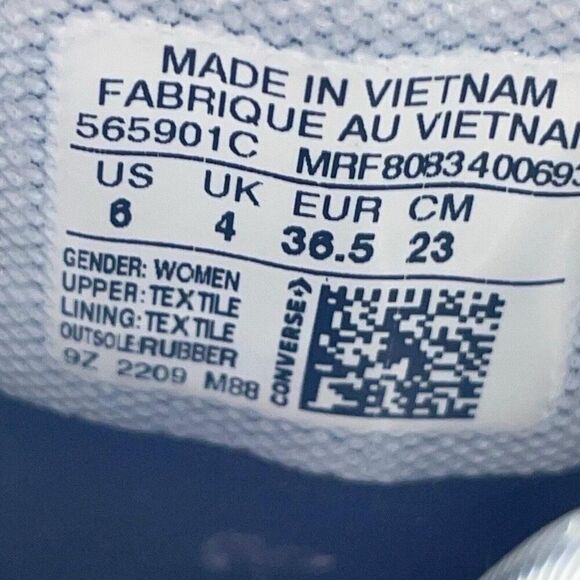 MADE IN VIETNAM
FABRIQUE AU VIETNA
565901C MRF8083400693
US UK EUR CM
6 4 36.5 23
GENDER: WOMEN
UPPER: TEXTILE
LINING: TEXTILE
OUTSOLE:RUBBER
9Z 2209 M88
CONVERSE